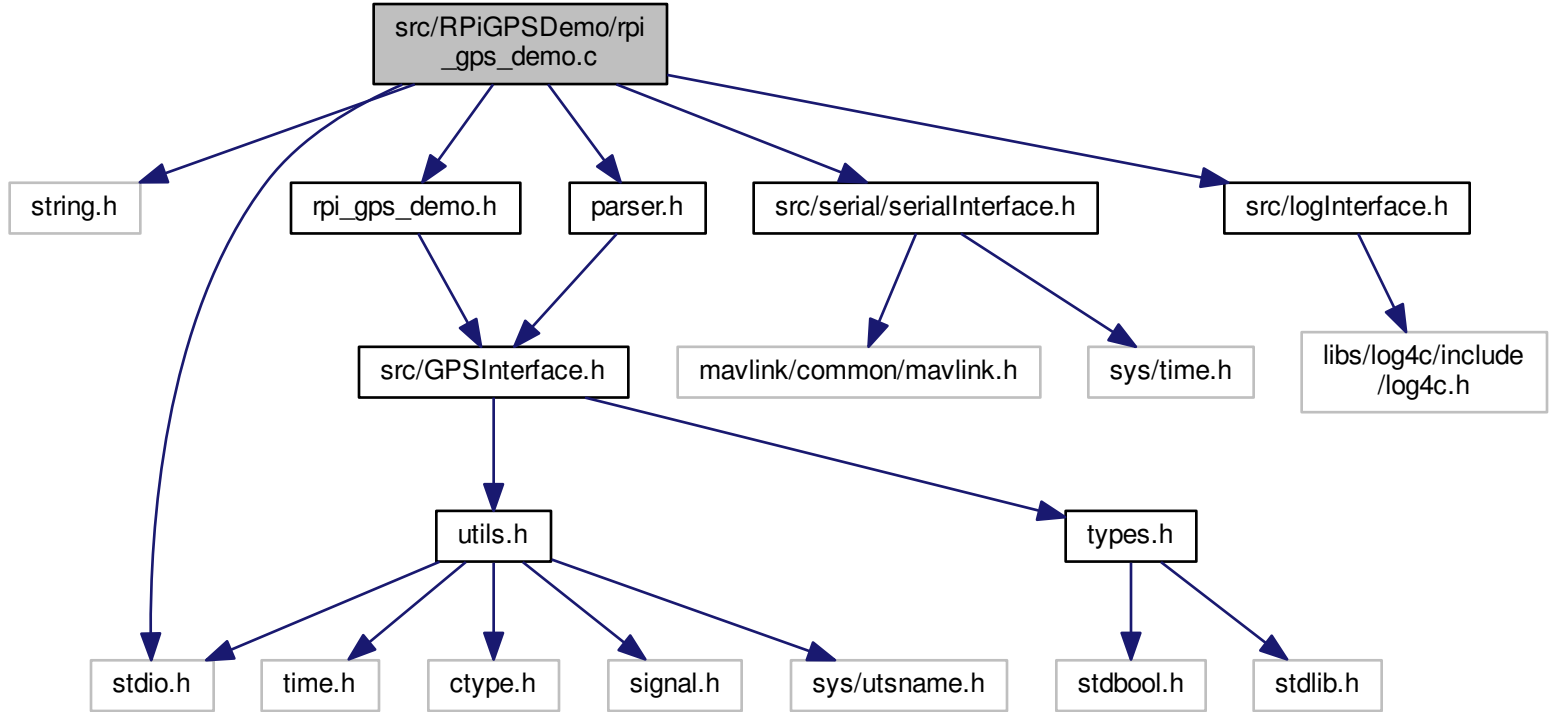 src/RPiGPSDemo/rpi
_gps_demo.c
string.h
rpi_gps_demo.h
parser.h
src/serial/serialInterface.h
src/logInterface.h
src/GPSInterface.h
mavlink/common/mavlink.h
sys/time.h
libs/log4c/include
/log4c.h
utils.h
types.h
stdio.h
time.h
ctype.h
signal.h
sys/utsname.h
stdbool.h
stdlib.h